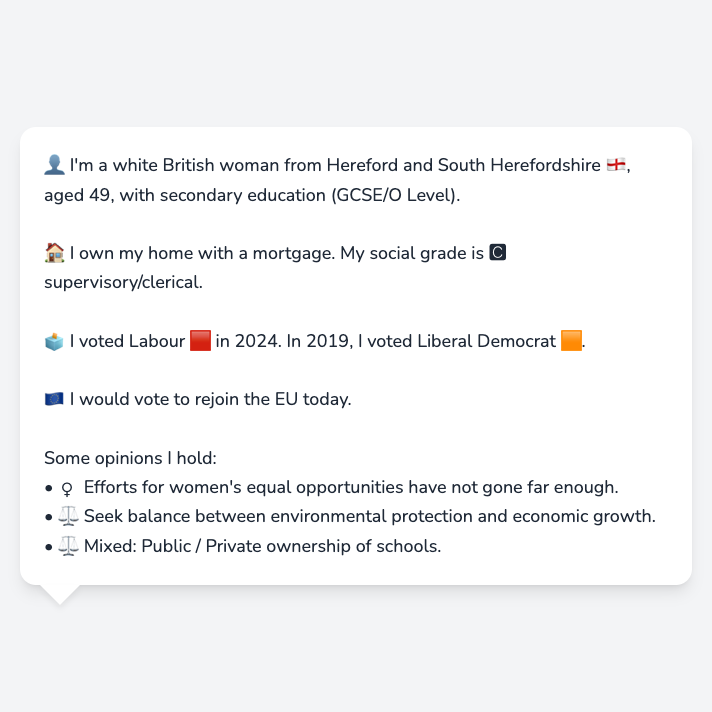 👤 I'm a white British woman from Hereford and South Herefordshire 🏴󠁧󠁢󠁥󠁮󠁧󠁿,
aged 49, with secondary education (GCSE/O Level).
🏠 I own my home with a mortgage. My social grade is 🅲
supervisory/clerical.
🗳️ I voted Labour 🟥 in 2024. In 2019, I voted Liberal Democrat 🟧.
🇪🇺 I would vote to rejoin the EU today.
Some opinions I hold:
• ♀️ Efforts for women's equal opportunities have not gone far enough.
• ⚖️ Seek balance between environmental protection and economic growth.
• ⚖️ Mixed: Public / Private ownership of schools.